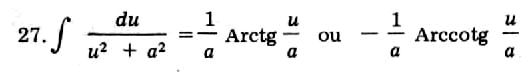 27. ∫ du / (u² + a²) = 1/a Arctg u/a ou − 1/a Arccotg u/a